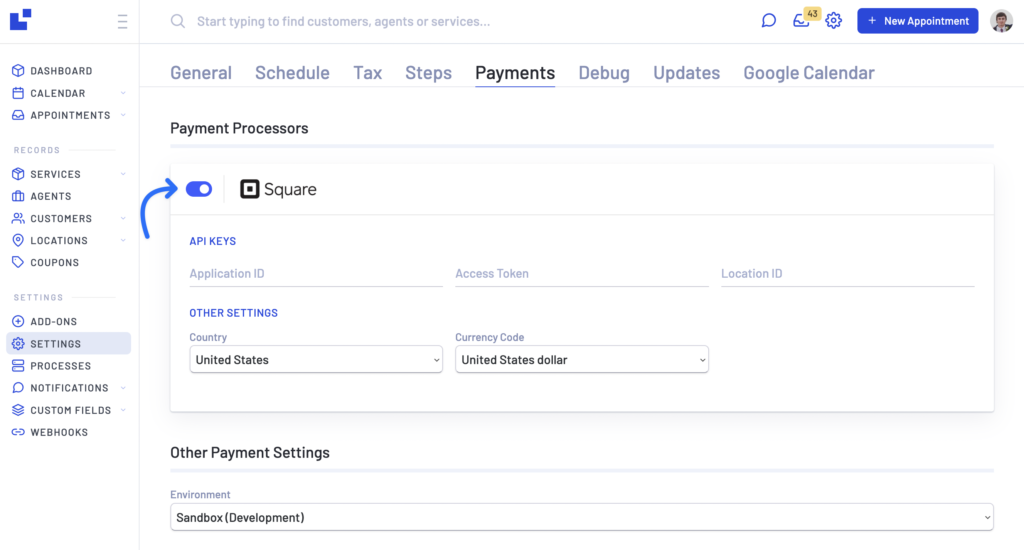 Start typing to find customers, agents or services...
43
+ New Appointment
DASHBOARD
CALENDAR
APPOINTMENTS
RECORDS
SERVICES
AGENTS
CUSTOMERS
LOCATIONS
COUPONS
SETTINGS
ADD-ONS
SETTINGS
PROCESSES
NOTIFICATIONS
CUSTOM FIELDS
WEBHOOKS
General Schedule Tax Steps Payments Debug Updates Google Calendar
Payment Processors
Square
API KEYS
Application ID Access Token Location ID
OTHER SETTINGS
Country Currency Code
United States United States dollar
Other Payment Settings
Environment
Sandbox (Development)